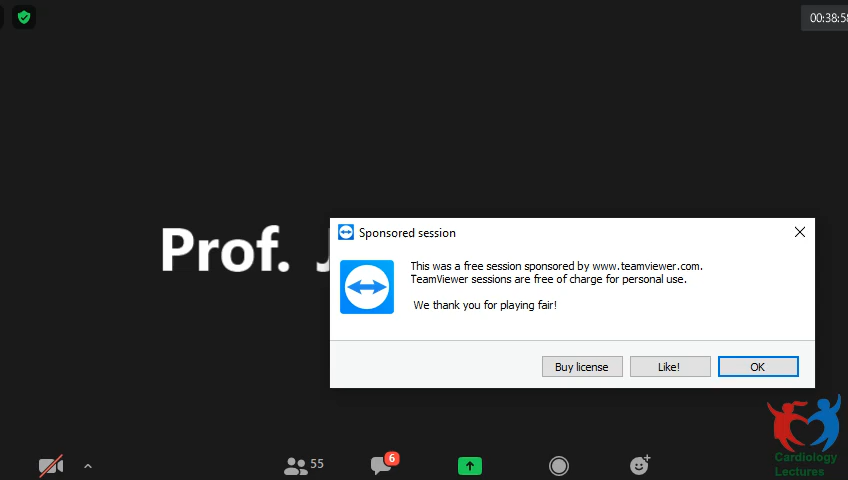 00:38:58
Prof.
Sponsored session
This was a free session sponsored by www.teamviewer.com.
TeamViewer sessions are free of charge for personal use.
We thank you for playing fair!
Buy license
Like!
OK
55
6
Cardiology
Lectures